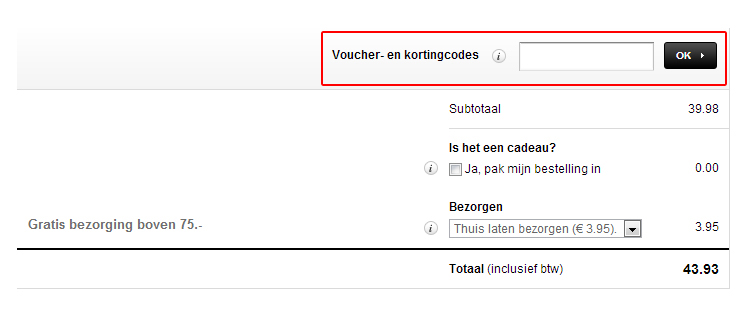 Voucher- en kortingcodes i OK
Subtotaal 39.98
Is het een cadeau?
i Ja, pak mijn bestelling in 0.00
Bezorgen
Gratis bezorging boven 75.- i Thuis laten bezorgen (€ 3.95). 3.95
Totaal (inclusief btw) 43.93